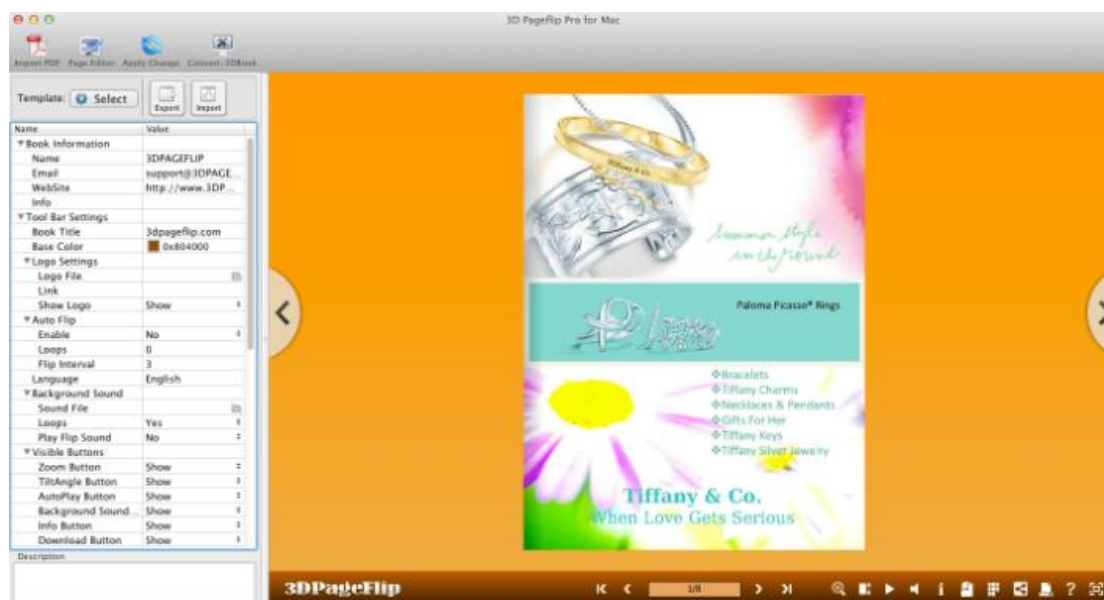 3D Pageflip Pro for Mac
Import PDF Page Editor Apply Change Convert-3DBook
Template: Select Export Import
Name Value
Book Information
Name 3DPAGEFLIP
Email support@3DPAGE...
WebSite http://www.3DP...
Info
Tool Bar Settings
Book Title 3dpageflip.com
Base Color 0x804000
Logo Settings
Logo File
Link
Show Logo Show
Auto Flip
Enable No
Loops 0
Flip Interval 3
Language English
Background Sound
Sound File
Loops Yes
Play Flip Sound No
Visible Buttons
Zoom Button Show
TiltAngle Button Show
AutoPlay Button Show
Background Sound... Show
Info Button Show
Download Button Show
Description
Tiffany & Co
Summer Style
in the
Paloma Picasso® Rings
Bracelets
Tiffany Charms
Necklaces & Pendants
Gifts For Her
Tiffany Keys
Tiffany Silver Jewelry
Tiffany & Co.
When Love Gets Serious
3DPageFlip
1/8